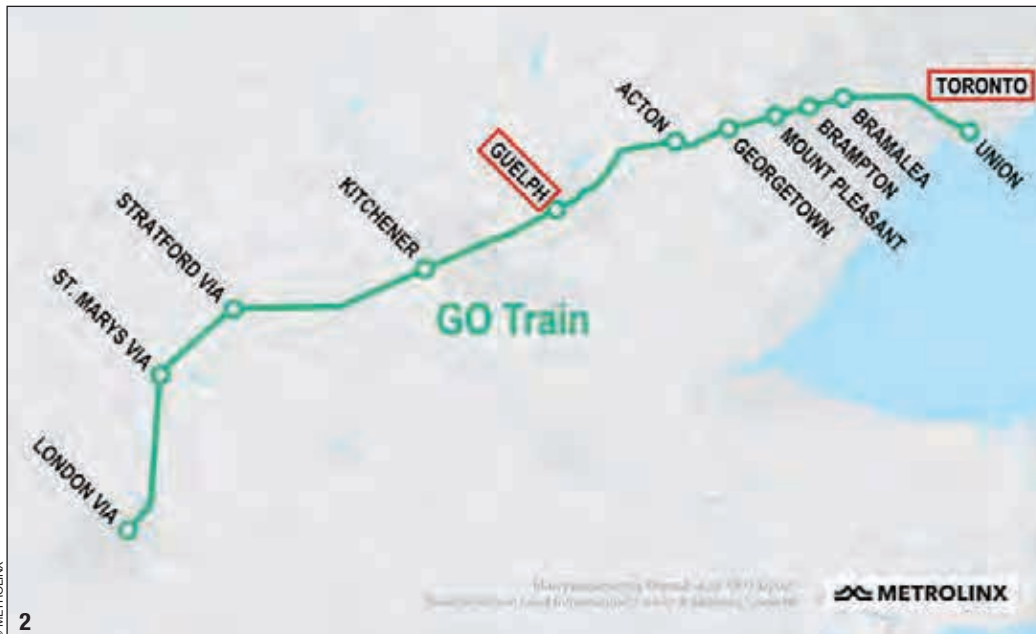 TORONTO
ACTON
BRAMALEA
UNION
BRAMPTON
MOUNT PLEASANT
GEORGETOWN
GUELPH
KITCHENER
STRATFORD VIA
GO Train
ST. MARYS VIA
LONDON VIA
METROLINX
© METROLINX
2